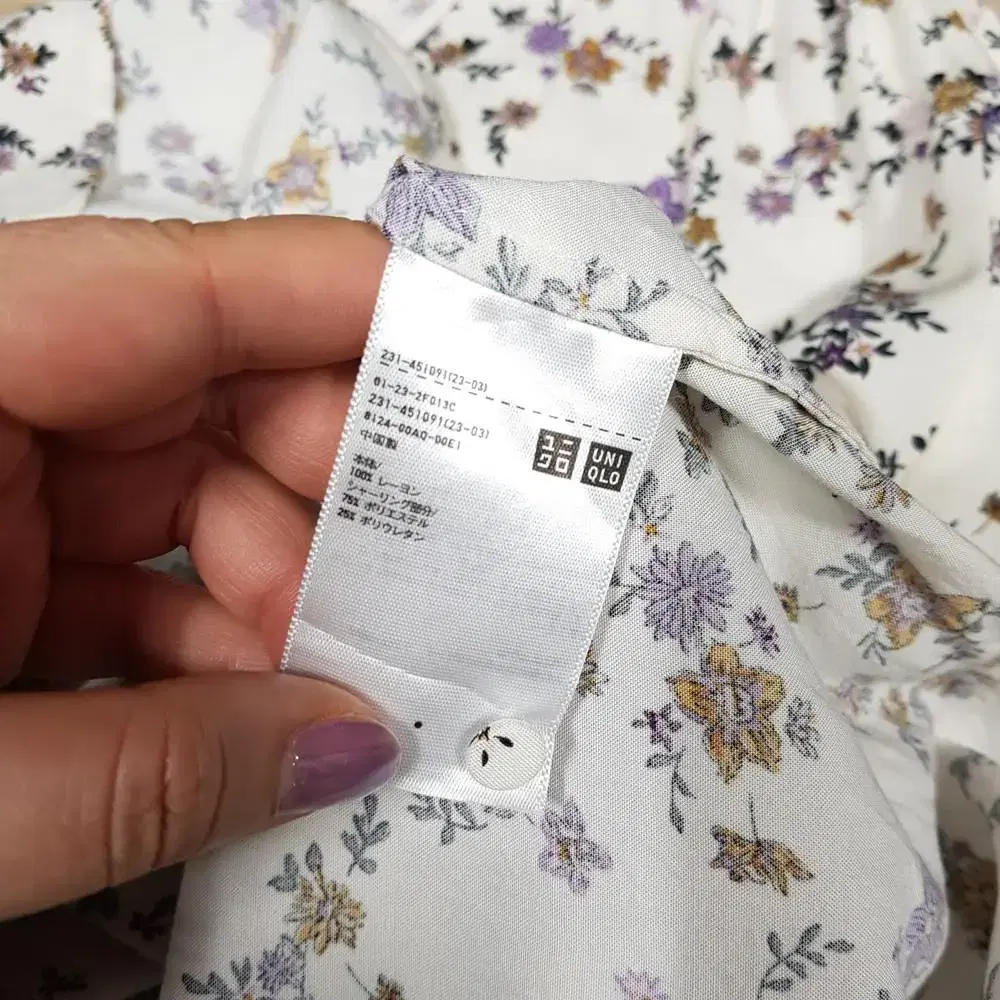 231-451091(23-03)
01-23-2F013C
231-451091(23-03)
8124-00AQ-00E1
中国製
本体/
100% レーヨン
シャーリング部分/
75% ポリエステル
25% ポリウレタン
ユニ
クロ
UNI
QLO